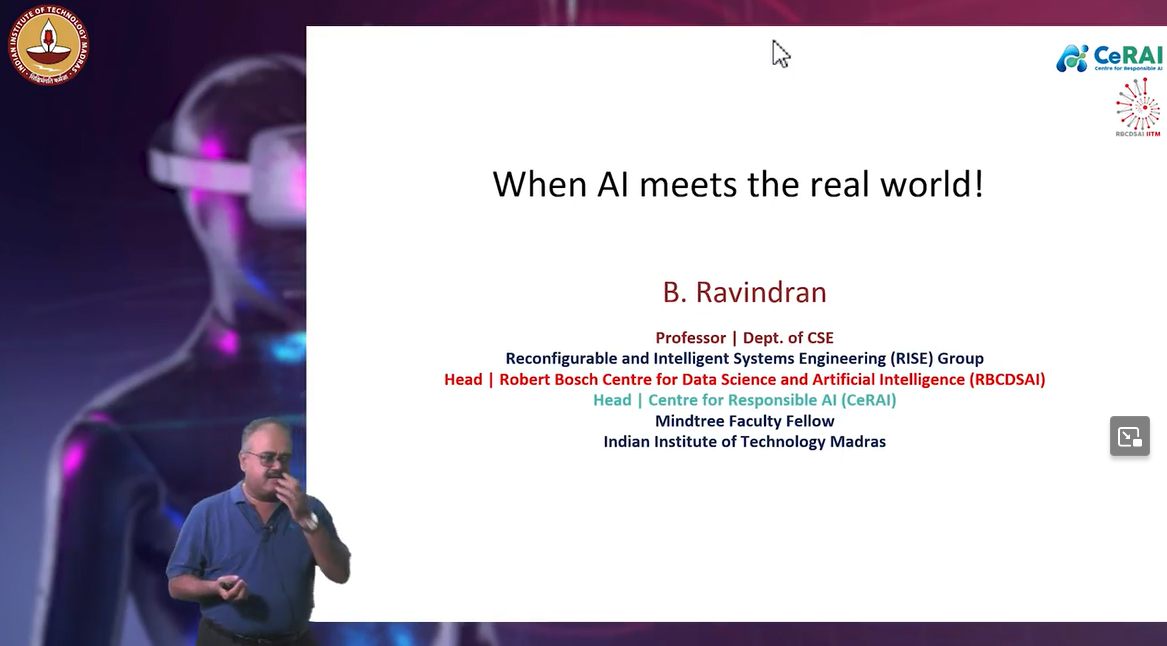 INDIAN INSTITUTE OF TECHNOLOGY MADRAS
CeRAI
Centre for Responsible AI
RBCDSAI IITM
When AI meets the real world!
B. Ravindran
Professor | Dept. of CSE
Reconfigurable and Intelligent Systems Engineering (RISE) Group
Head | Robert Bosch Centre for Data Science and Artificial Intelligence (RBCDSAI)
Head | Centre for Responsible AI (CeRAI)
Mindtree Faculty Fellow
Indian Institute of Technology Madras